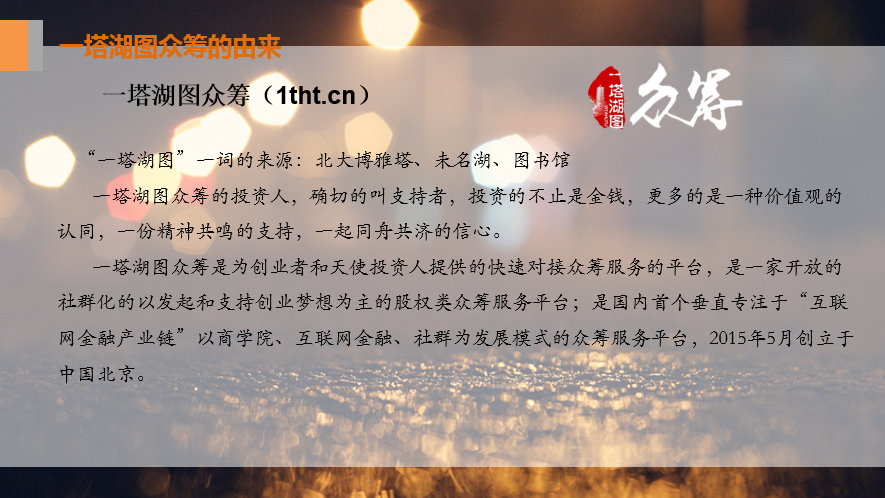 一塔湖图众筹的由来
一塔湖图众筹（1tht.cn）
一塔湖图
众筹
“一塔湖图”一词的来源：北大博雅塔、未名湖、图书馆
一塔湖图众筹的投资人，确切的叫支持者，投资的不止是金钱，更多的是一种价值观的
认同，一份精神共鸣的支持，一起同舟共济的信心。
一塔湖图众筹是为创业者和天使投资人提供的快速对接众筹服务的平台，是一家开放的
社群化的以发起和支持创业梦想为主的股权类众筹服务平台；是国内首个垂直专注于“互联
网金融产业链”以商学院、互联网金融、社群为发展模式的众筹服务平台，2015年5月创立于
中国北京。